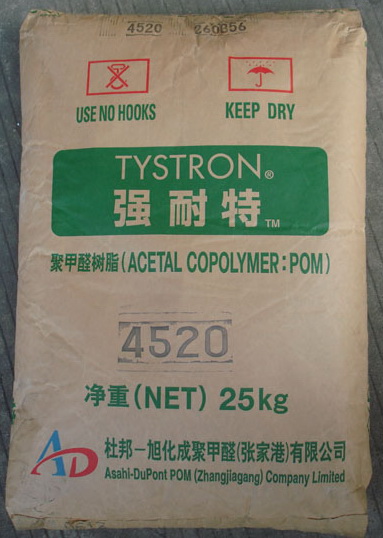 4520 260B56
USE NO HOOKS
KEEP DRY
TYSTRON®
强耐特™
聚甲醛树脂(ACETAL COPOLYMER:POM)
4520
净重(NET) 25kg
AD
杜邦－旭化成聚甲醛(张家港)有限公司
Asahi-DuPont POM (Zhangjiagang) Company Limited